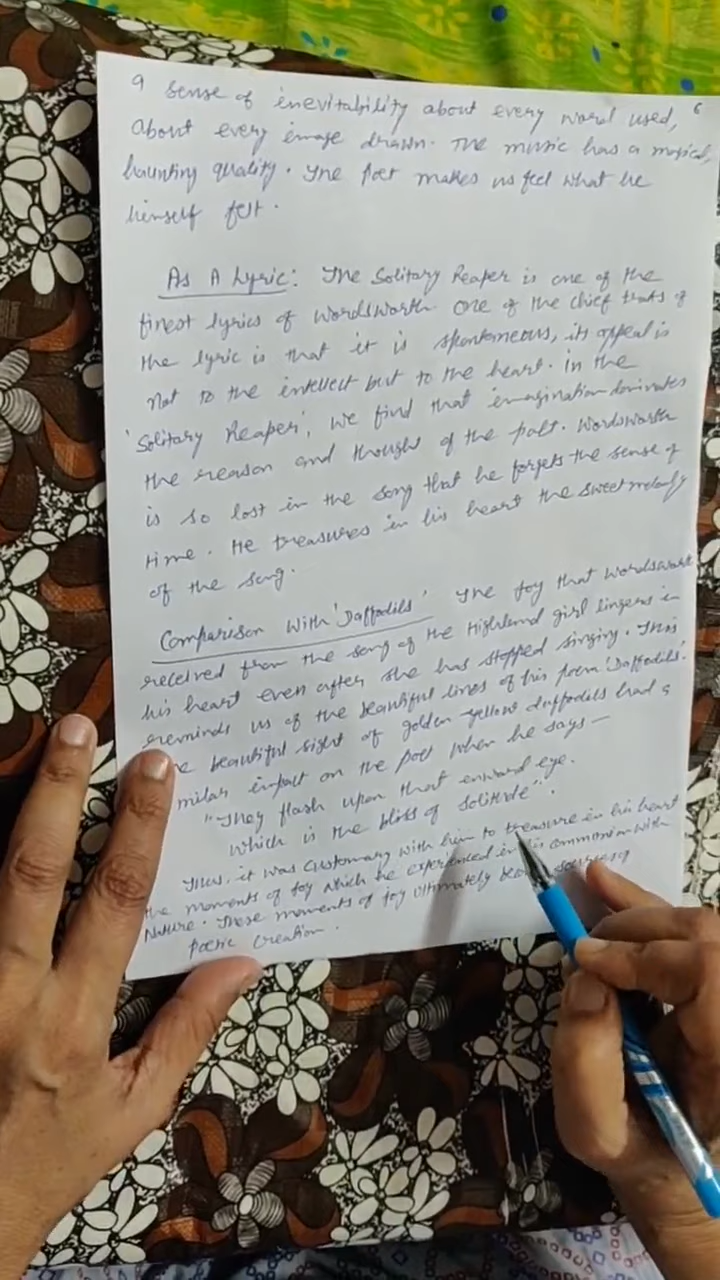 6
a sense of inevitability about every word used,
about every image drawn. The music has a magical,
haunting quality. The Poet makes us feel what he
himself felt.
As A Lyric: The Solitary Reaper is one of the
finest lyrics of Wordsworth. One of the chief traits of
the lyric is that it is spontaneous, its appeal is
not to the intellect but to the heart. In the
'Solitary Reaper', we find that imagination dominates
the reason and thought of the poet. Wordsworth
is so lost in the song that he forgets the sense of
time. He treasures in his heart the sweet melody
of the song.
Comparison With 'Daffodils' The joy that Wordswort
received from the song of the Highland girl lingers in
his heart even after she has stopped singing. This
reminds us of the beautiful lines of his poem 'Daffodils'.
he beautiful sight of golden yellow daffodils had a
milar impact on the poet when he says—
"They flash upon that inward eye.
Which is the bliss of Solitude".
Thus, it was customary with him to treasure in his heart
the moments of joy which he experienced in his communion with
Nature. These moments of joy ultimately sources of
Poetic Creation.